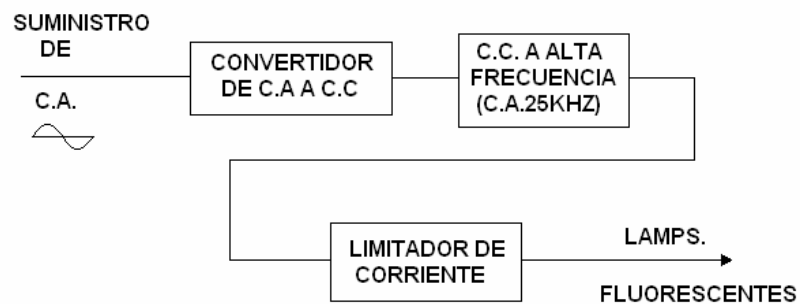 SUMINISTRO
DE
C.A.
CONVERTIDOR
DE C.A A C.C
C.C. A ALTA
FRECUENCIA
(C.A.25KHZ)
LIMITADOR DE
CORRIENTE
LAMPS.
FLUORESCENTES